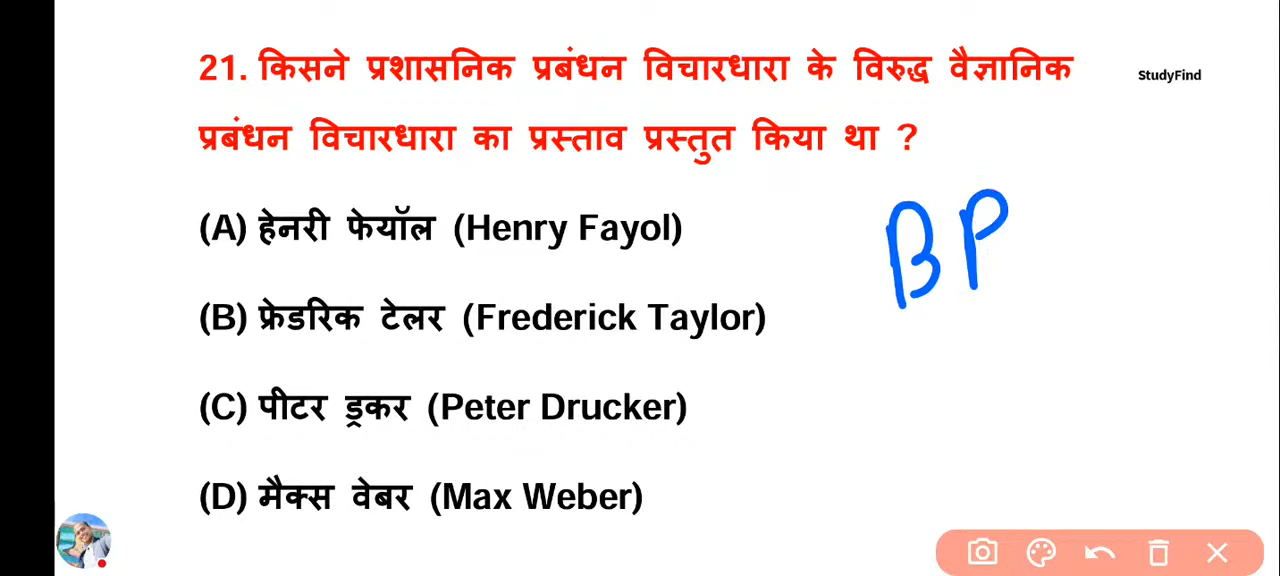 21. किसने प्रशासनिक प्रबंधन विचारधारा के विरुद्ध वैज्ञानिक
StudyFind
प्रबंधन विचारधारा का प्रस्ताव प्रस्तुत किया था ?
(A) हेनरी फेयॉल (Henry Fayol)
BP
(B) फ्रेडरिक टेलर (Frederick Taylor)
(C) पीटर ड्रकर (Peter Drucker)
(D) मैक्स वेबर (Max Weber)